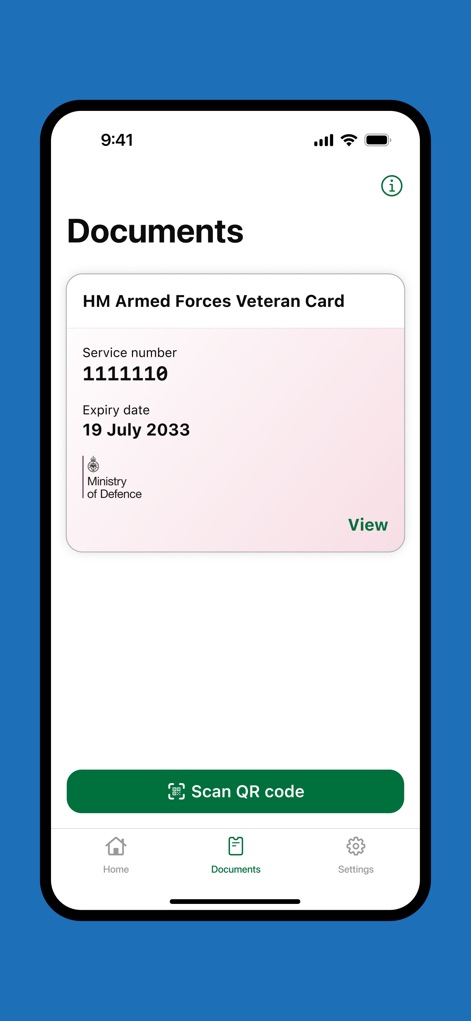 9:41
Documents
HM Armed Forces Veteran Card
Service number
1111110
Expiry date
19 July 2033
Ministry
of Defence
View
Scan QR code
Home
Documents
Settings